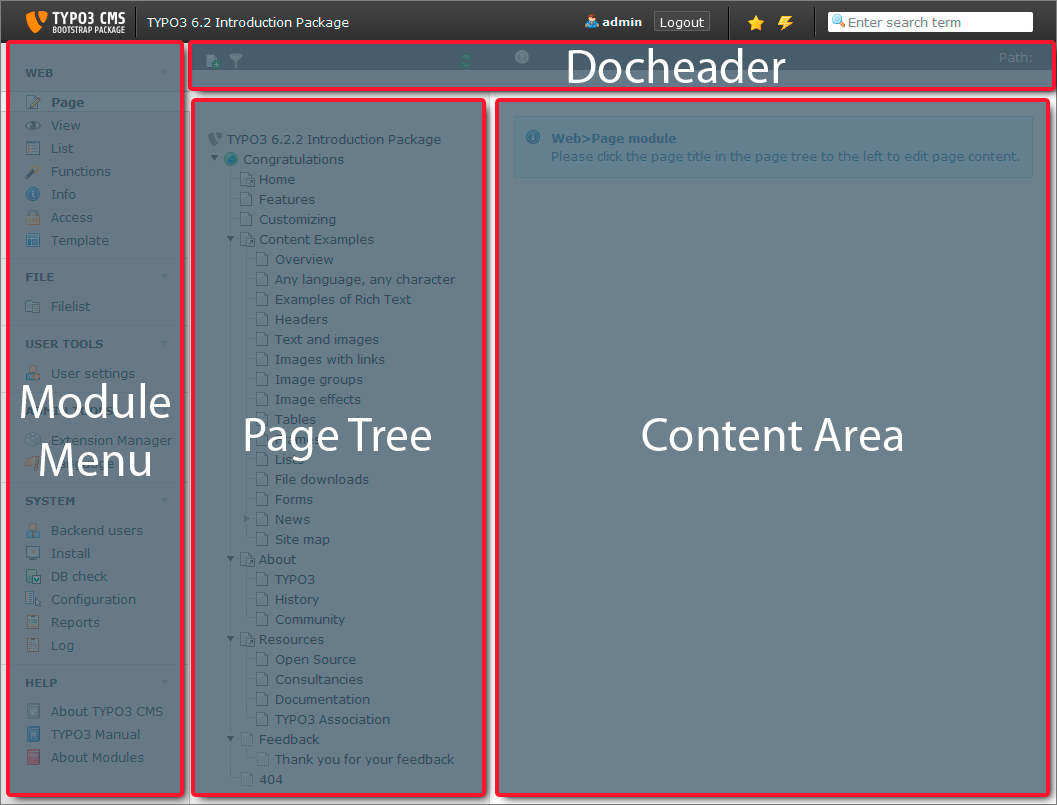 TYPO3 CMS
BOOTSTRAP PACKAGE
TYPO3 6.2 Introduction Package
admin
Logout
Enter search term
Docheader
Path:
WEB
Page
View
List
Functions
Info
Access
Template
FILE
Filelist
USER TOOLS
User settings
Extension Manager
Module
Menu
SYSTEM
Backend users
Install
DB check
Configuration
Reports
Log
HELP
About TYPO3 CMS
TYPO3 Manual
About Modules
TYPO3 6.2.2 Introduction Package
Congratulations
Home
Features
Customizing
Content Examples
Overview
Any language, any character
Examples of Rich Text
Headers
Text and images
Images with links
Image groups
Image effects
Tables
Page Tree
Lists
File downloads
Forms
News
Site map
About
TYPO3
History
Community
Resources
Open Source
Consultancies
Documentation
TYPO3 Association
Feedback
Thank you for your feedback
404
Web>Page module
Please click the page title in the page tree to the left to edit page content.
Content Area